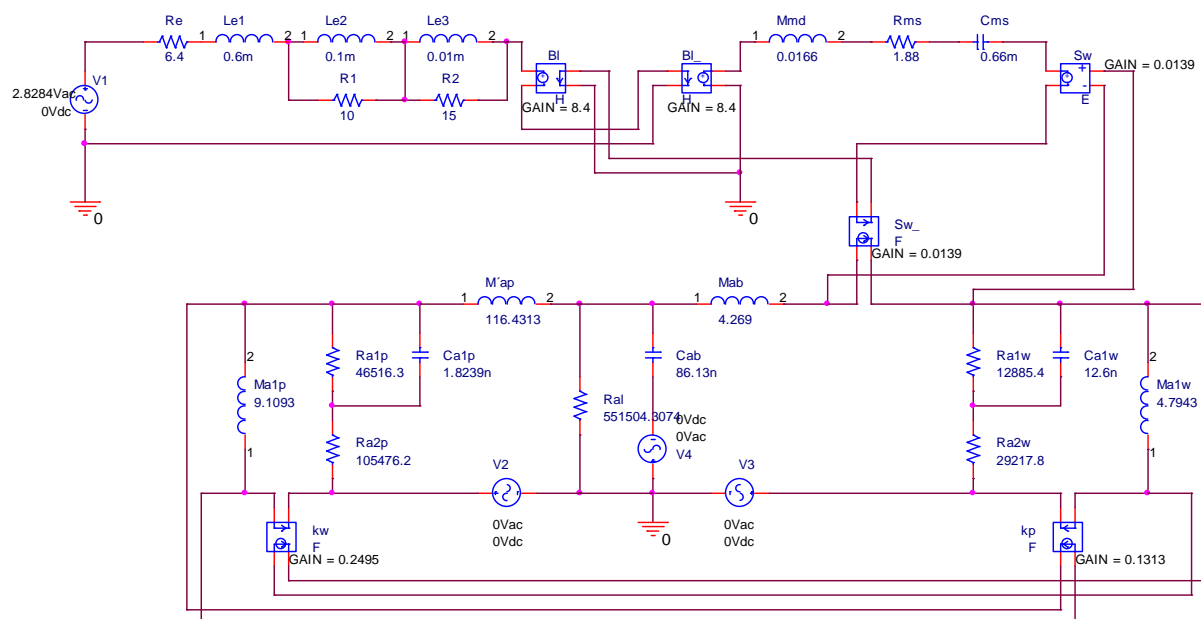 Re
6.4
1
Le1
0.6m
2
Le2
0.1m
1
Le3
2
0.01m
R1
10
R2
15
V1
2.8284Vac
0Vdc
0
Bl
H
GAIN = 8.4
Bl_
H
GAIN = 8.4
0
1
Mmd
2
0.0166
Rms
1.88
Cms
0.66m
Sw
GAIN = 0.0139
+
-
E
Sw_
F
GAIN = 0.0139
1
M´ap
2
116.4313
1
Mab
2
4.269
2
Ma1p
9.1093
1
Ra1p
46516.3
Ca1p
1.8239n
Ra2p
105476.2
Ral
551504.3074
Cab
86.13n
0Vdc
0Vac
V4
Ra1w
12885.4
Ca1w
12.6n
2
Ma1w
4.7943
1
Ra2w
29217.8
V2
0Vac
0Vdc
V3
0Vac
0Vdc
0
kw
F
GAIN = 0.2495
kp
F
GAIN = 0.1313